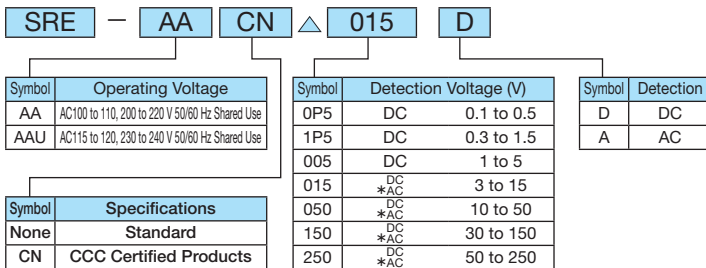 SRE — AA CN △ 015 D
Symbol Operating Voltage
AA AC100 to 110, 200 to 220 V 50/60 Hz Shared Use
AAU AC115 to 120, 230 to 240 V 50/60 Hz Shared Use
Symbol Specifications
None Standard
CN CCC Certified Products
Symbol Detection Voltage (V)
0P5 DC 0.1 to 0.5
1P5 DC 0.3 to 1.5
005 DC 1 to 5
015 DC ∗AC 3 to 15
050 DC ∗AC 10 to 50
150 DC ∗AC 30 to 150
250 DC ∗AC 50 to 250
Symbol Detection
D DC
A AC